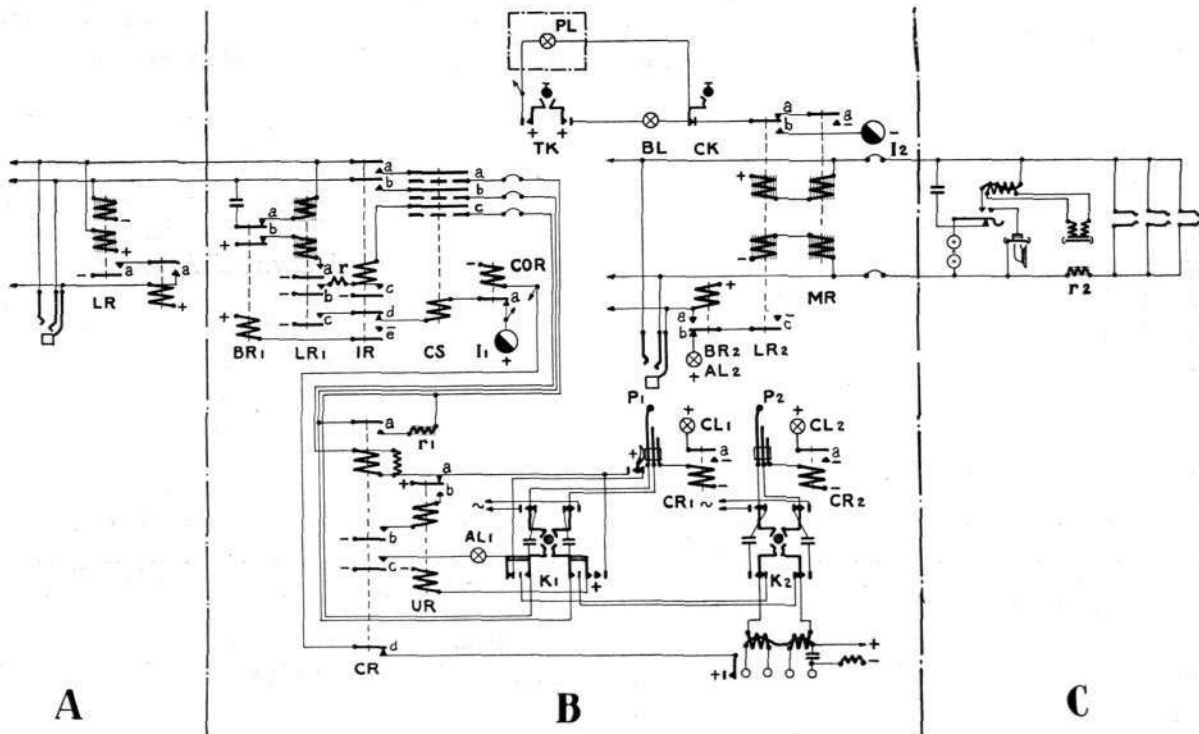 PL
a
b
a
TK
BL
CK
I2
+ +
a
b
a
b
c
a
b
a
b
r
a
b
c
c
d
e
a
LR
BR1
LR1
IR
CS
COR
I1
a
MR
r2
a
b
c
BR2
LR2
AL2
P1
P2
CL1
CL2
a
a
CR1 ~
CR2
a
r1
a
b
~
b
AL1
c
K1
K2
UR
d
CR
+
A
B
C